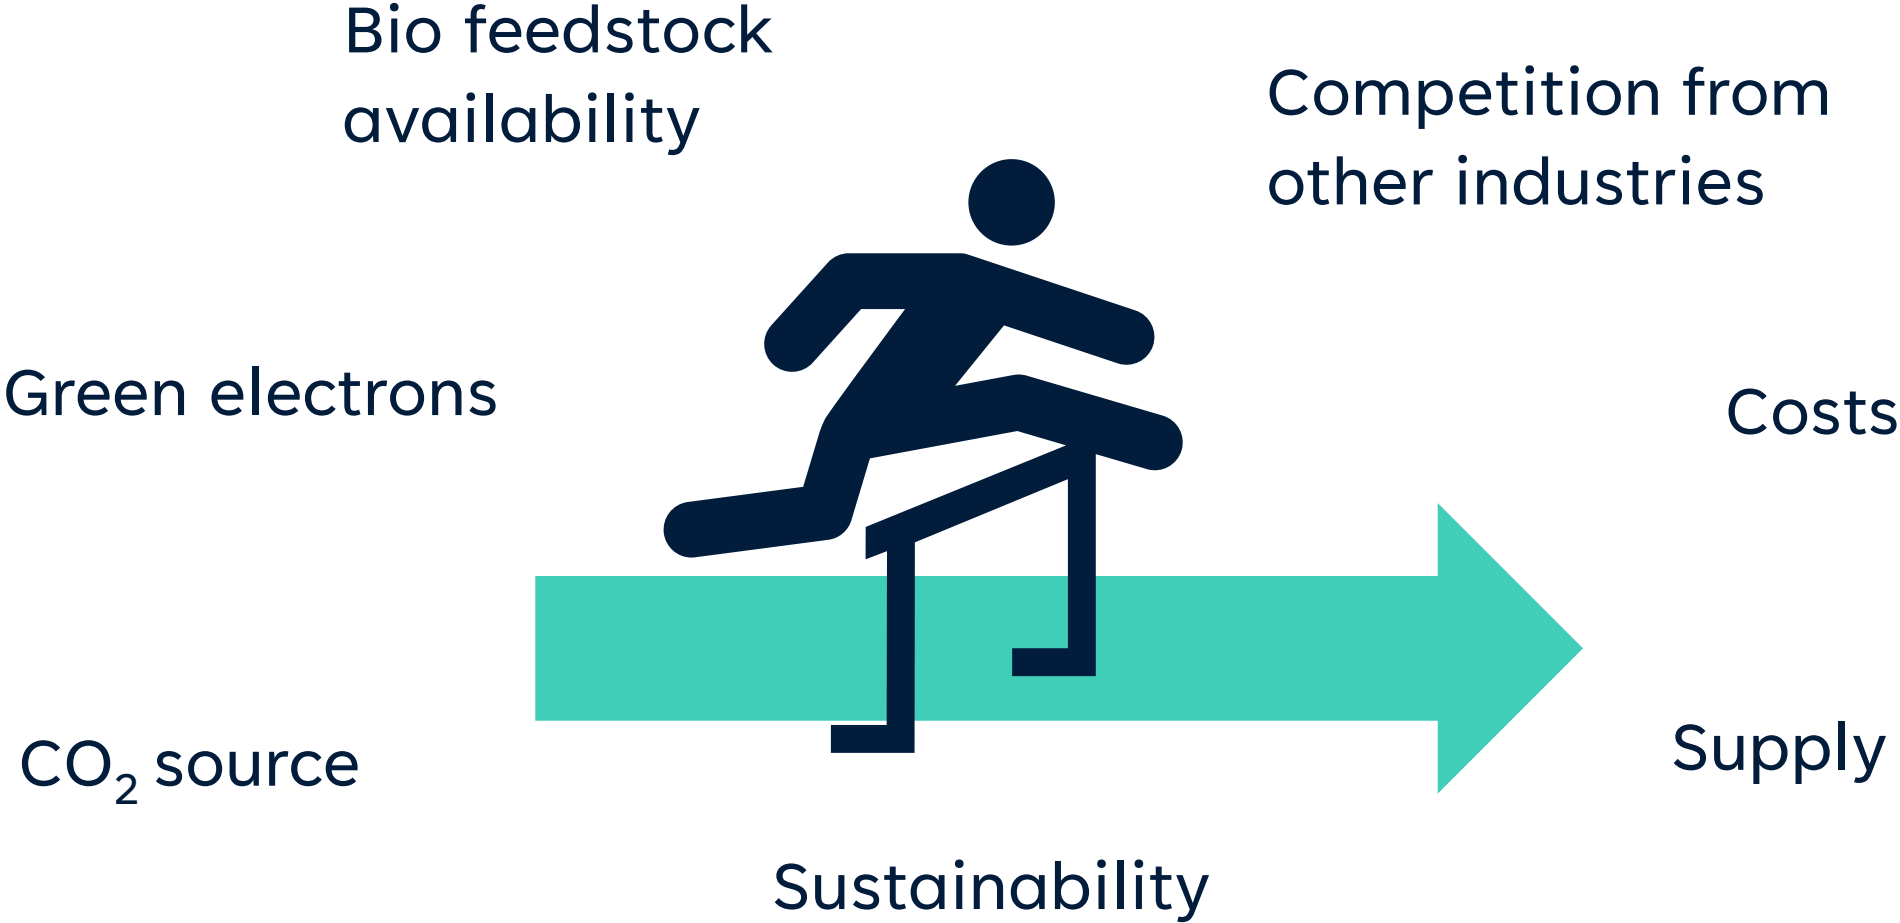 Bio feedstock
availability
Competition from
other industries
Green electrons
Costs
CO₂ source
Supply
Sustainability